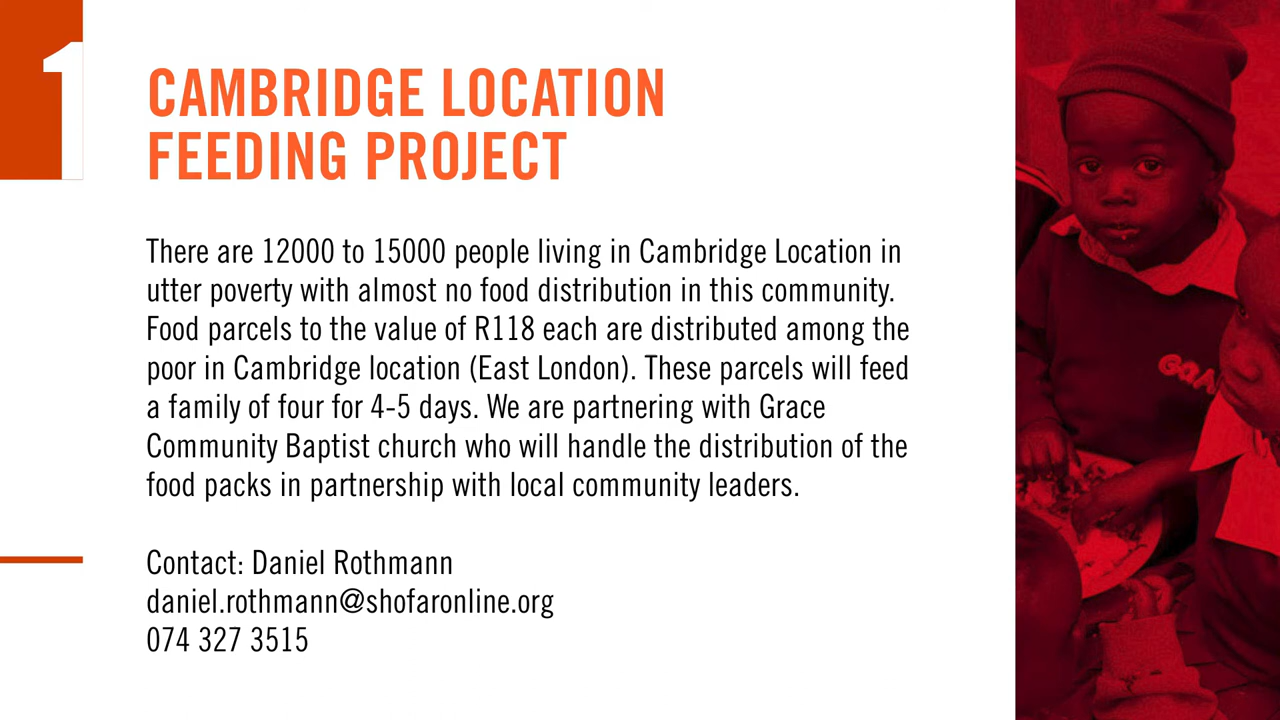 1
CAMBRIDGE LOCATION
FEEDING PROJECT
There are 12000 to 15000 people living in Cambridge Location in
utter poverty with almost no food distribution in this community.
Food parcels to the value of R118 each are distributed among the
poor in Cambridge location (East London). These parcels will feed
a family of four for 4-5 days. We are partnering with Grace
Community Baptist church who will handle the distribution of the
food packs in partnership with local community leaders.
Contact: Daniel Rothmann
daniel.rothmann@shofaronline.org
074 327 3515